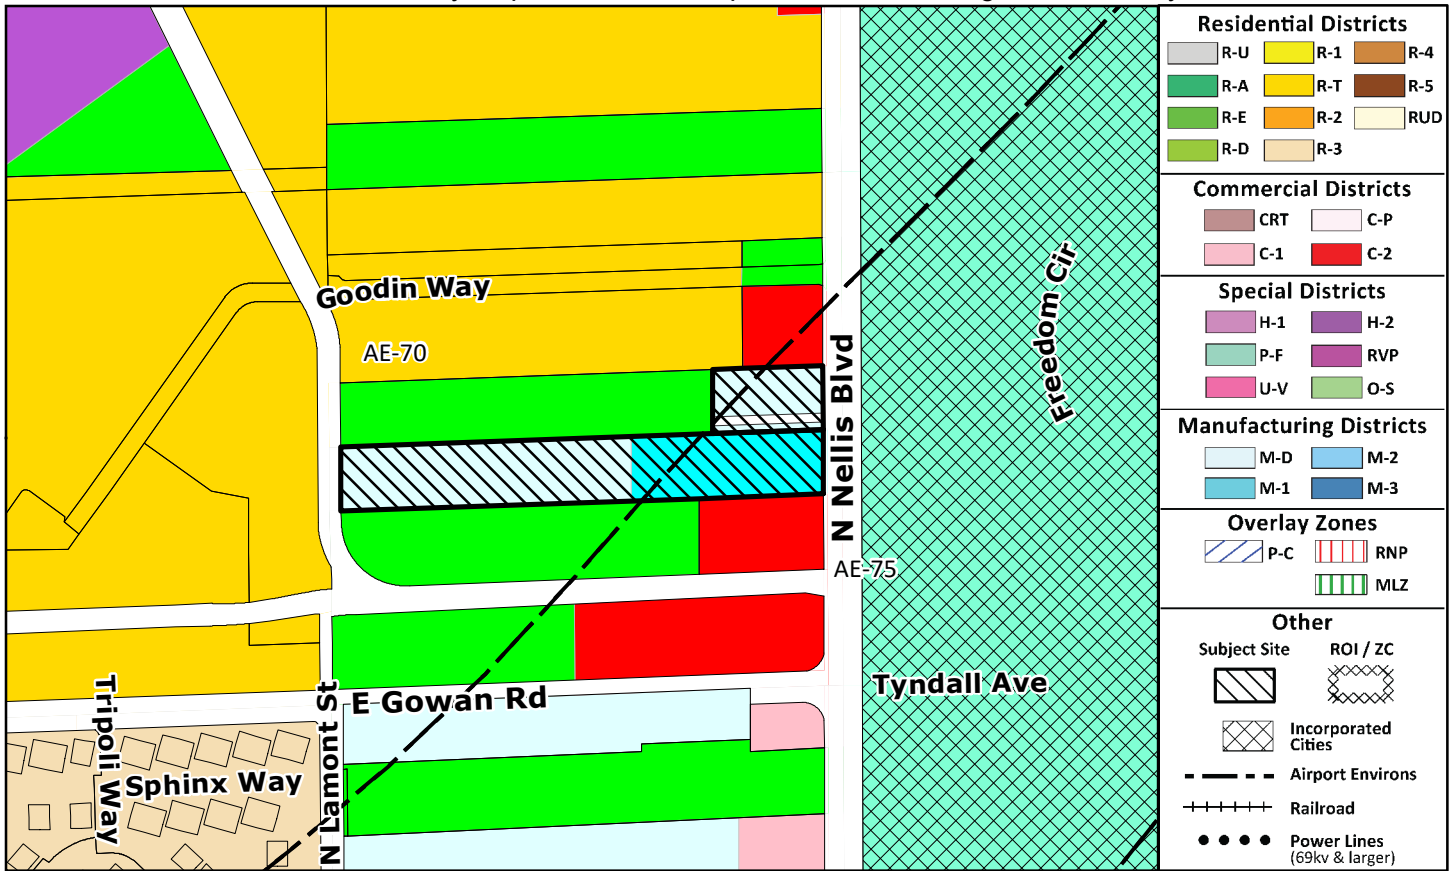 Goodin Way
AE-70
N Nellis Blvd
Freedom Cir
AE-75
Tyndall Ave
E Gowan Rd
N Lamont St
Tripoli Way
Sphinx Way
Residential Districts
R-U
R-1
R-4
R-A
R-T
R-5
R-E
R-2
RUD
R-D
R-3
Commercial Districts
CRT
C-P
C-1
C-2
Special Districts
H-1
H-2
P-F
RVP
U-V
O-S
Manufacturing Districts
M-D
M-2
M-1
M-3
Overlay Zones
P-C
RNP
MLZ
Other
Subject Site
ROI / ZC
Incorporated
Cities
Airport Environs
Railroad
Power Lines
(69kv & larger)